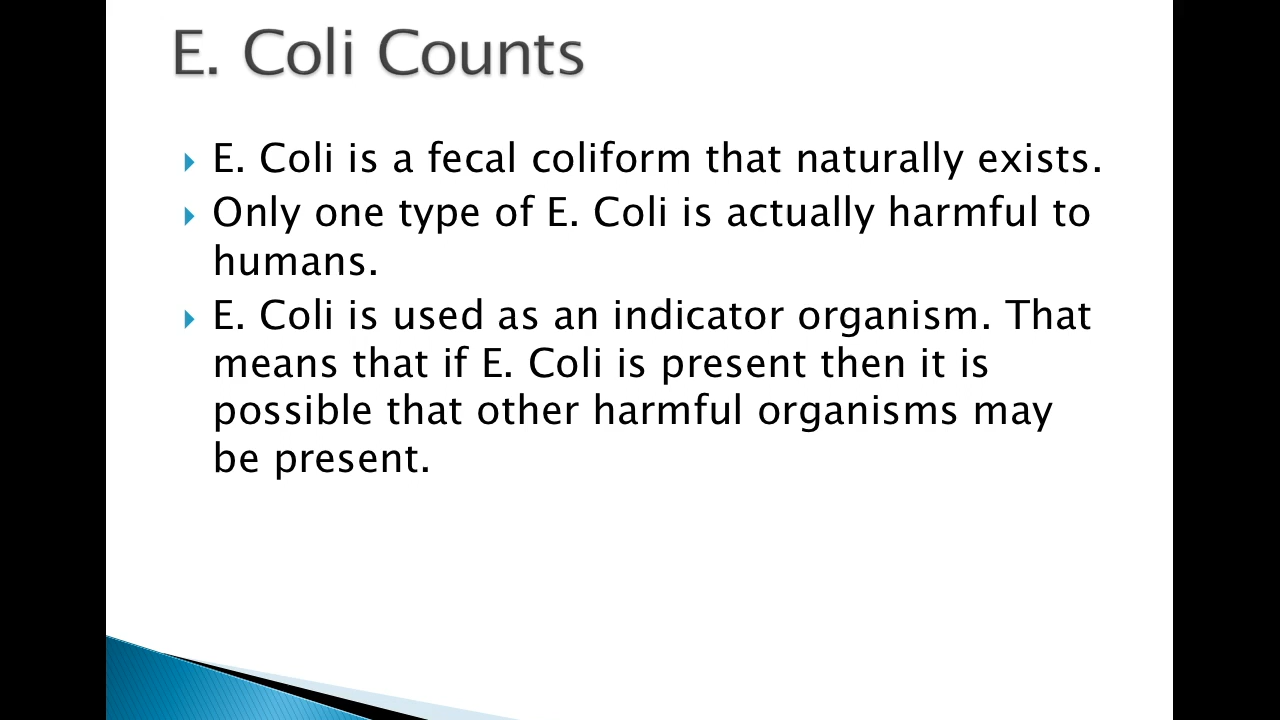 E. Coli Counts
E. Coli is a fecal coliform that naturally exists.
Only one type of E. Coli is actually harmful to
humans.
E. Coli is used as an indicator organism. That
means that if E. Coli is present then it is
possible that other harmful organisms may
be present.